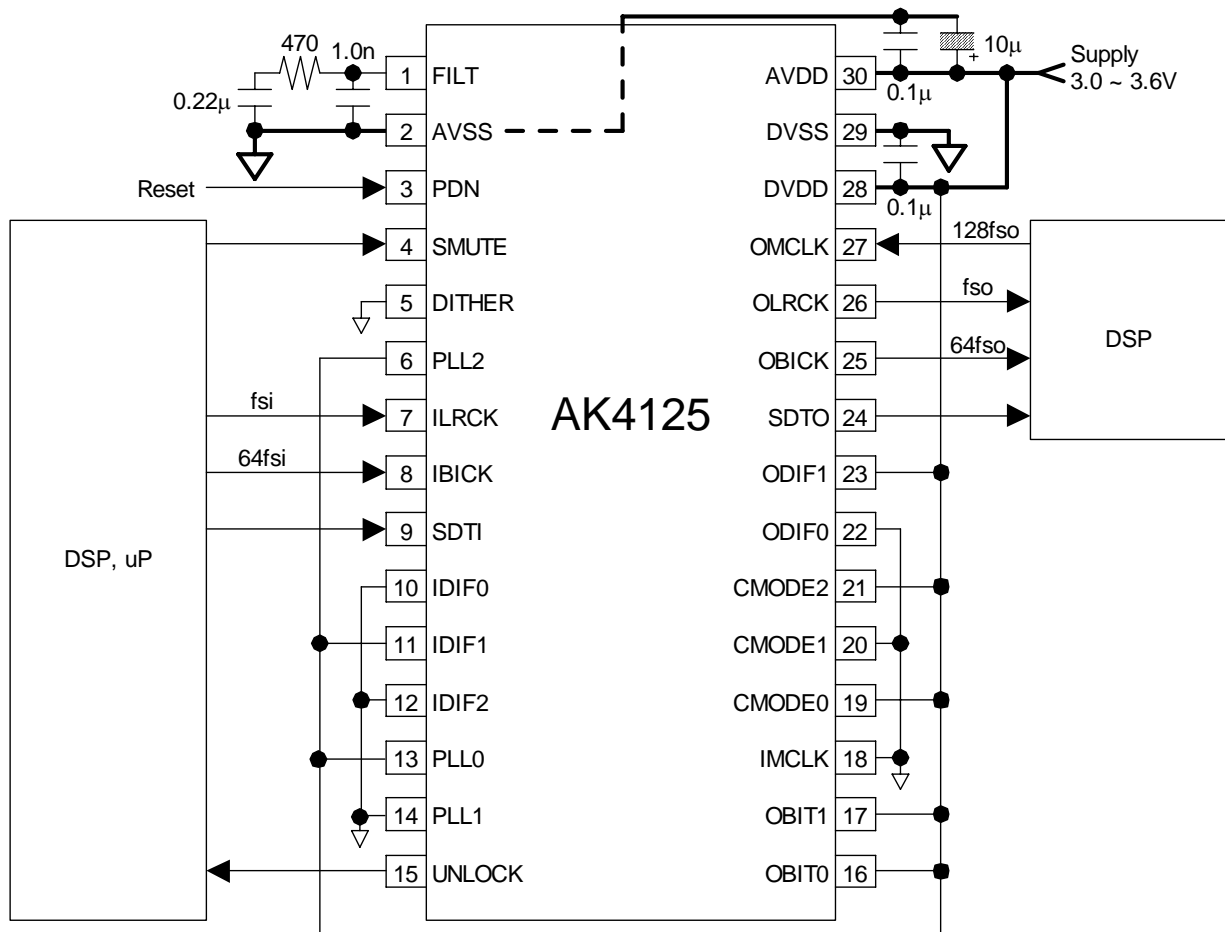 470
1.0n
0.22μ
1
FILT
2
AVSS
Reset
3
PDN
4
SMUTE
5
DITHER
6
PLL2
fsi
7
ILRCK
64fsi
8
IBICK
9
SDTI
DSP, uP
10
IDIF0
11
IDIF1
12
IDIF2
13
PLL0
14
PLL1
15
UNLOCK
AK4125
AVDD
30
0.1μ
10μ
+
Supply
3.0 ~ 3.6V
DVSS
29
DVDD
28
0.1μ
OMCLK
27
128fso
OLRCK
26
fso
OBICK
25
64fso
SDTO
24
DSP
ODIF1
23
ODIF0
22
CMODE2
21
CMODE1
20
CMODE0
19
IMCLK
18
OBIT1
17
OBIT0
16